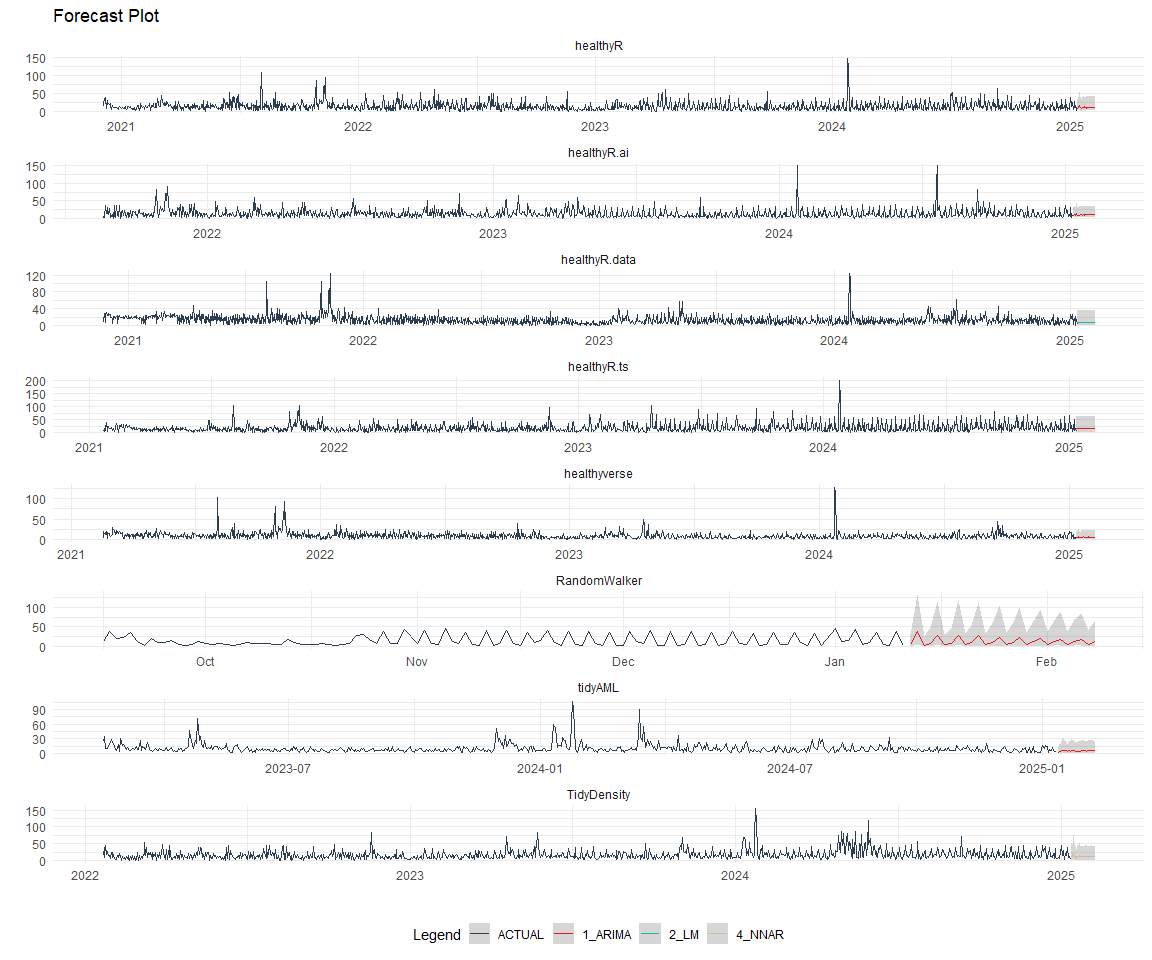 Forecast Plot
healthyR
150
100
50
0
2021 2022 2023 2024 2025
healthyR.ai
150
100
50
0
2022 2023 2024 2025
healthyR.data
120
80
40
0
2021 2022 2023 2024 2025
healthyR.ts
200
150
100
50
0
2021 2022 2023 2024 2025
healthyverse
100
50
0
2021 2022 2023 2024 2025
RandomWalker
100
50
0
Oct Nov Dec Jan Feb
tidyAML
90
60
30
0
2023-07 2024-01 2024-07 2025-01
TidyDensity
150
100
50
0
2022 2023 2024 2025
Legend ACTUAL 1_ARIMA 2_LM 4_NNAR